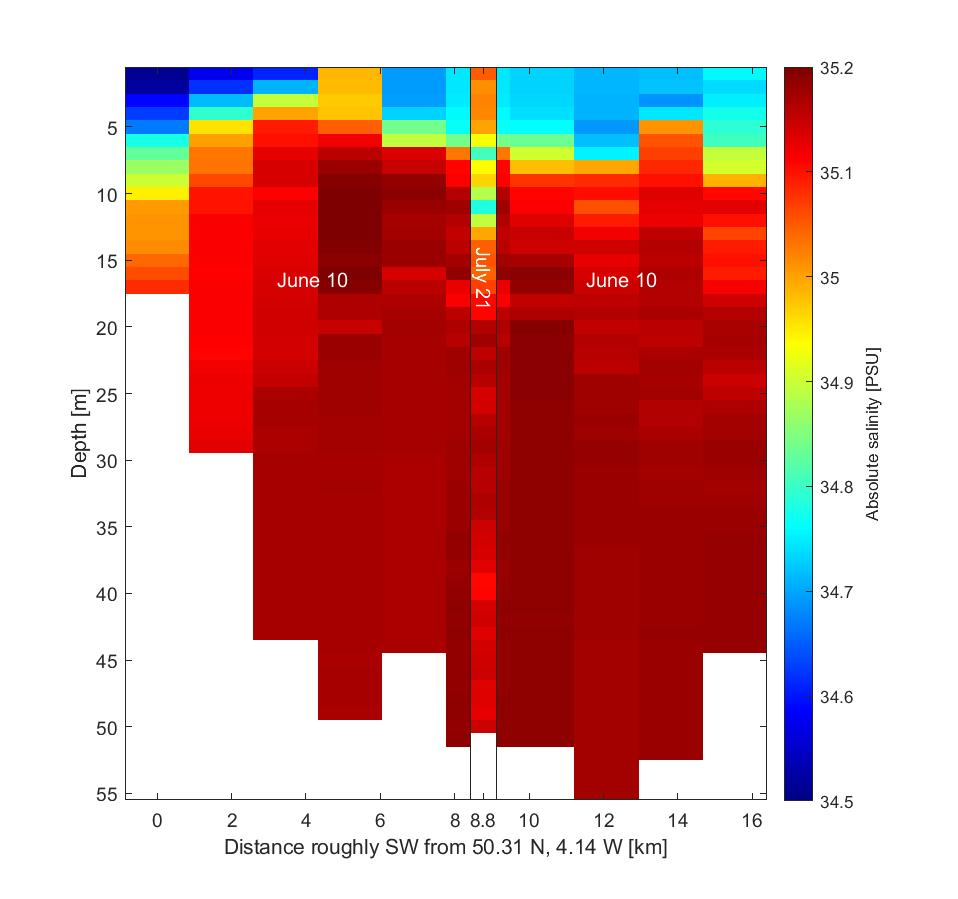 5
10
15
20
25
30
35
40
45
50
55
Depth [m]
June 10
July 21
June 10
0 2 4 6 8 8.8 10 12 14 16
Distance roughly SW from 50.31 N, 4.14 W [km]
35.2
35.1
35
34.9
34.8
34.7
34.6
34.5
Absolute salinity [PSU]